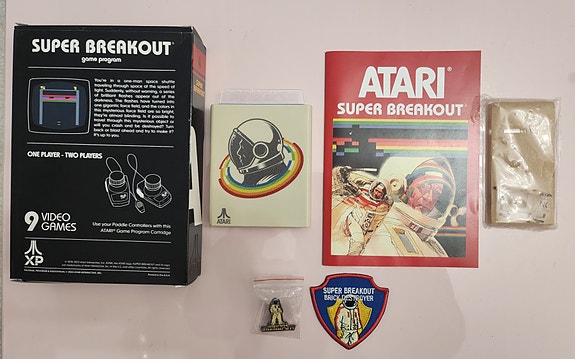 SUPER BREAKOUT®
game program
You're in a one-man space shuttle
traveling through space at the speed of
light. Suddenly, without warning, a series
of brilliant flashes appear out of the
darkness. The flashes have turned into
one gigantic force field, and the colors in
this mysterious force field are so bright
they're almost blinding. Is it possible to
travel through this mysterious object or
will you crash and be destroyed? Turn
back or blast ahead and try to make it?
It's up to you.
ONE PLAYER - TWO PLAYERS
9 VIDEO
GAMES
Use your Paddle Controllers with this
ATARI® Game Program Cartridge
XP
ATARI
ATARI®
SUPER BREAKOUT®
SUPER BREAKOUT
BRICK DESTROYER